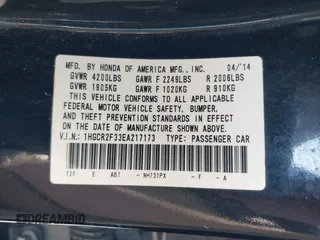 MFD. BY HONDA OF AMERICA MFG., INC. 04/14
GVWR 4200LBS GAWR F 2249LBS R 2006LBS
GVWR 1905KG GAWR F 1020KG R 910KG
THIS VEHICLE CONFORMS TO ALL APPLICABLE
FEDERAL MOTOR VEHICLE SAFETY, BUMPER,
AND THEFT PREVENTION STANDARDS IN EFFECT
ON THE DATE OF MANUFACTURE SHOWN ABOVE.
V.I.N.: 1HGCR2F33EA217173 TYPE: PASSENGER CAR
T2F E AB7 - NH731PX - F - A
DREAMBID